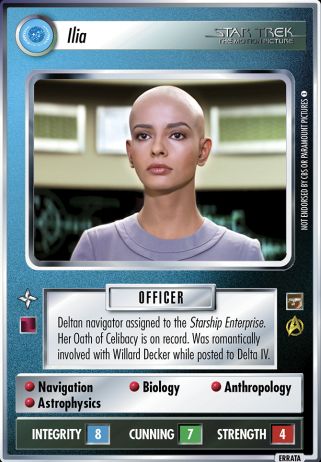 Ilia
STAR TREK
THE MOTION PICTURE
NOT ENDORSED BY CBS OR PARAMOUNT PICTURES
OFFICER
Deltan navigator assigned to the Starship Enterprise.
Her Oath of Celibacy is on record. Was romantically
involved with Willard Decker while posted to Delta IV.
Navigation Biology Anthropology
Astrophysics
INTEGRITY 8 CUNNING 7 STRENGTH 4
ERRATA